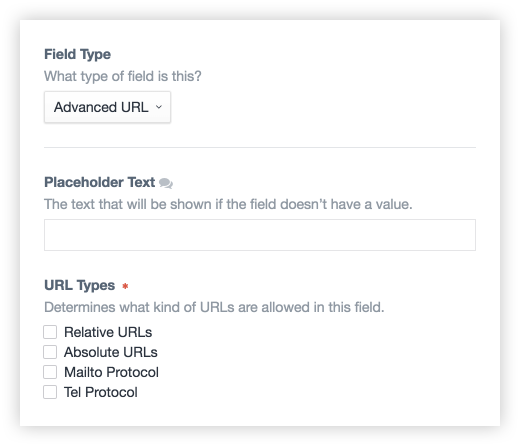 Field Type
What type of field is this?
Advanced URL
Placeholder Text
The text that will be shown if the field doesn’t have a value.
URL Types *
Determines what kind of URLs are allowed in this field.
Relative URLs
Absolute URLs
Mailto Protocol
Tel Protocol